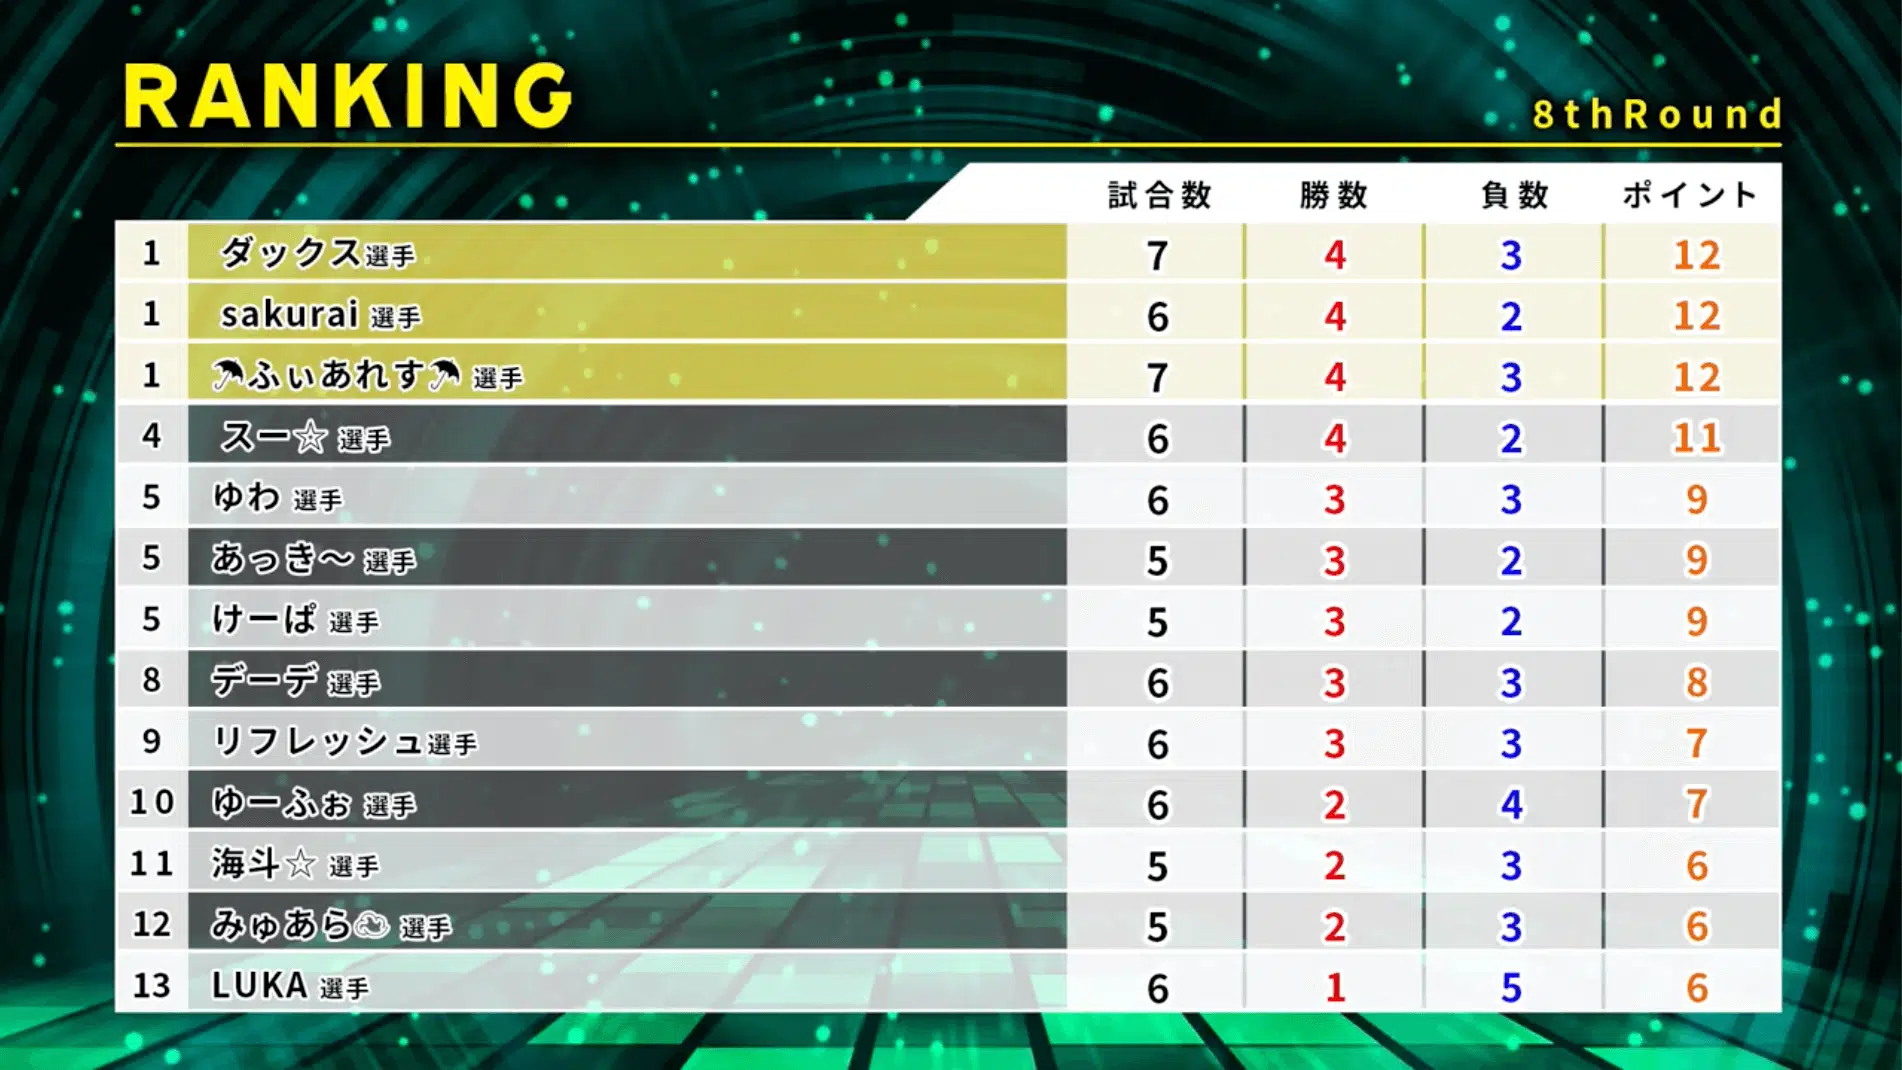 RANKING
8thRound
試合数 勝数 負数 ポイント
1 ダックス選手 7 4 3 12
1 sakurai 選手 6 4 2 12
1 ☂ふぃあれす☂ 選手 7 4 3 12
4 スー☆ 選手 6 4 2 11
5 ゆわ 選手 6 3 3 9
5 あっき〜 選手 5 3 2 9
5 けーぱ 選手 5 3 2 9
8 デーデ 選手 6 3 3 8
9 リフレッシュ選手 6 3 3 7
10 ゆーふぉ 選手 6 2 4 7
11 海斗☆ 選手 5 2 3 6
12 みゅあら 選手 5 2 3 6
13 LUKA 選手 6 1 5 6